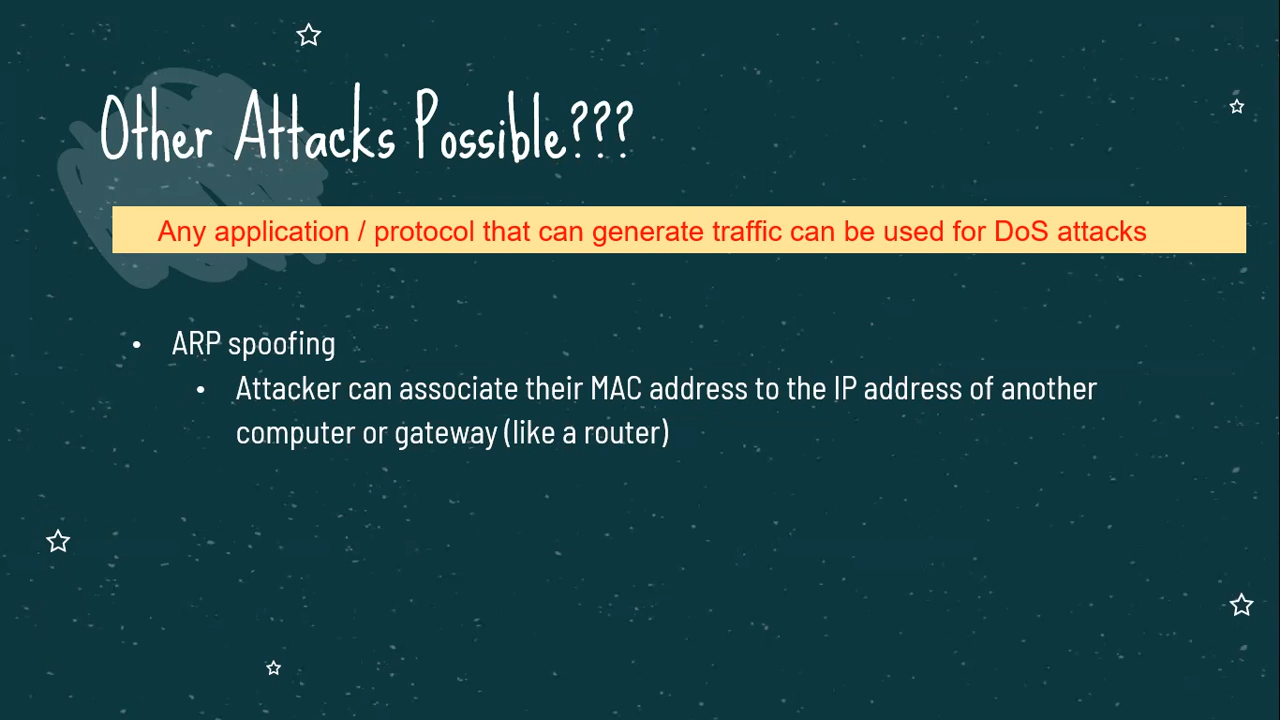 Other Attacks Possible???
Any application / protocol that can generate traffic can be used for DoS attacks
• ARP spoofing
• Attacker can associate their MAC address to the IP address of another
computer or gateway (like a router)